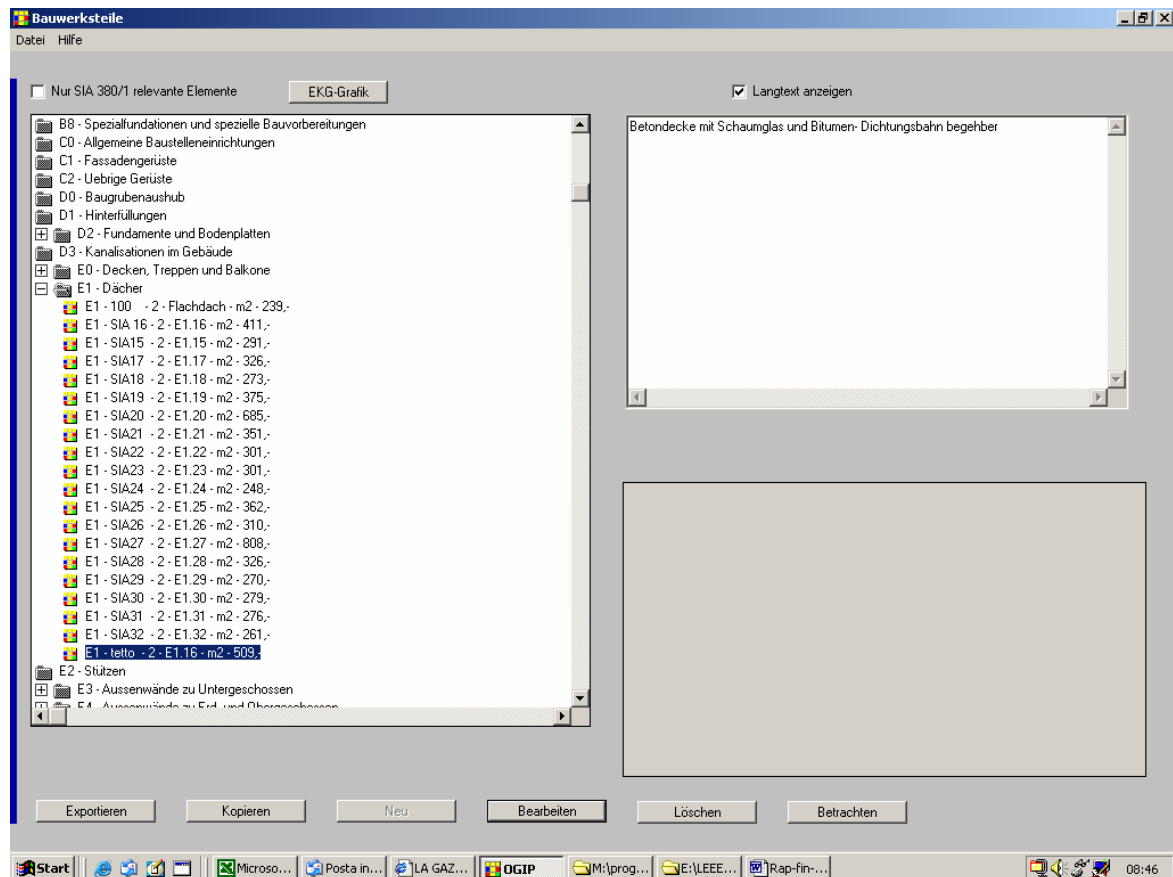 Bauwerksteile
Datei Hilfe
Nur SIA 380/1 relevante Elemente
EKG-Grafik
Langtext anzeigen
B8 - Spezialfundationen und spezielle Bauvorbereitungen
C0 - Allgemeine Baustelleneinrichtungen
C1 - Fassadengerüste
C2 - Uebrige Gerüste
D0 - Baugrubenaushub
D1 - Hinterfüllungen
D2 - Fundamente und Bodenplatten
D3 - Kanalisationen im Gebäude
E0 - Decken, Treppen und Balkone
E1 - Dächer
E1 - 100 - 2 - Flachdach - m2 - 239,-
E1 - SIA 16 - 2 - E1.16 - m2 - 411,-
E1 - SIA15 - 2 - E1.15 - m2 - 291,-
E1 - SIA17 - 2 - E1.17 - m2 - 326,-
E1 - SIA18 - 2 - E1.18 - m2 - 273,-
E1 - SIA19 - 2 - E1.19 - m2 - 375,-
E1 - SIA20 - 2 - E1.20 - m2 - 685,-
E1 - SIA21 - 2 - E1.21 - m2 - 351,-
E1 - SIA22 - 2 - E1.22 - m2 - 301,-
E1 - SIA23 - 2 - E1.23 - m2 - 301,-
E1 - SIA24 - 2 - E1.24 - m2 - 248,-
E1 - SIA25 - 2 - E1.25 - m2 - 362,-
E1 - SIA26 - 2 - E1.26 - m2 - 310,-
E1 - SIA27 - 2 - E1.27 - m2 - 808,-
E1 - SIA28 - 2 - E1.28 - m2 - 326,-
E1 - SIA29 - 2 - E1.29 - m2 - 270,-
E1 - SIA30 - 2 - E1.30 - m2 - 279,-
E1 - SIA31 - 2 - E1.31 - m2 - 276,-
E1 - SIA32 - 2 - E1.32 - m2 - 261,-
E1 - tetto - 2 - E1.16 - m2 - 509,-
E2 - Stützen
E3 - Aussenwände zu Untergeschossen
E4 - Aussenwände zu Erd- und Obergeschossen
Betondecke mit Schaumglas und Bitumen- Dichtungsbahn begehber
Exportieren
Kopieren
Neu
Bearbeiten
Löschen
Betrachten
Start
Microso...
Posta in...
LA GAZ...
OGIP
M:\prog...
E:\LEEE...
Rap-fin-...
08:46